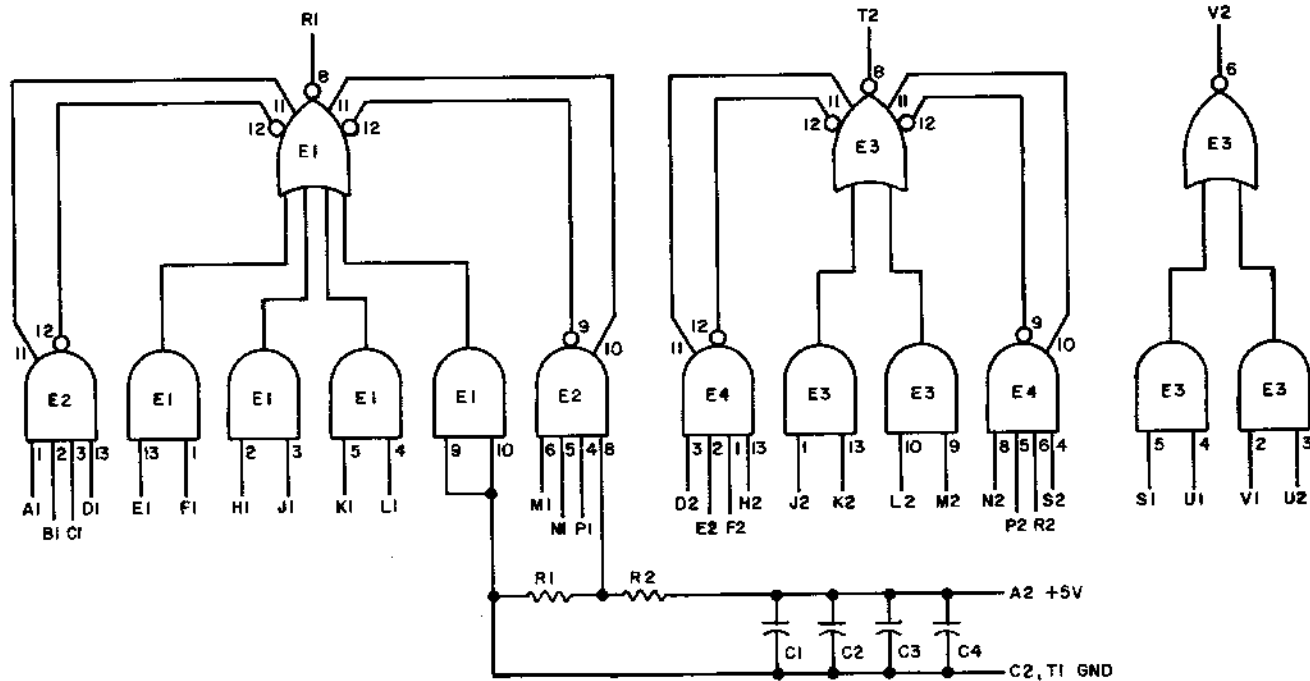 R1 T2 V2
8 8 6
11 11 11 11
12 12 12 12
E1 E3 E3
12 9 12 9
11 10 11 10
E2 E1 E1 E1 E1 E2 E4 E3 E3 E4 E3 E3
1 2 3 13 13 1 2 3 5 4 9 10 6 5 4 8 3 2 1 13 1 13 10 9 8 5 6 4 5 4 2 3
A1 D1 E1 F1 H1 J1 K1 L1 M1 D2 H2 J2 K2 L2 M2 N2 S2 S1 U1 V1 U2
B1 C1 N1 P1 E2 F2 P2 R2
R1 R2
A2 +5V
C1 C2 C3 C4
C2, T1 GND